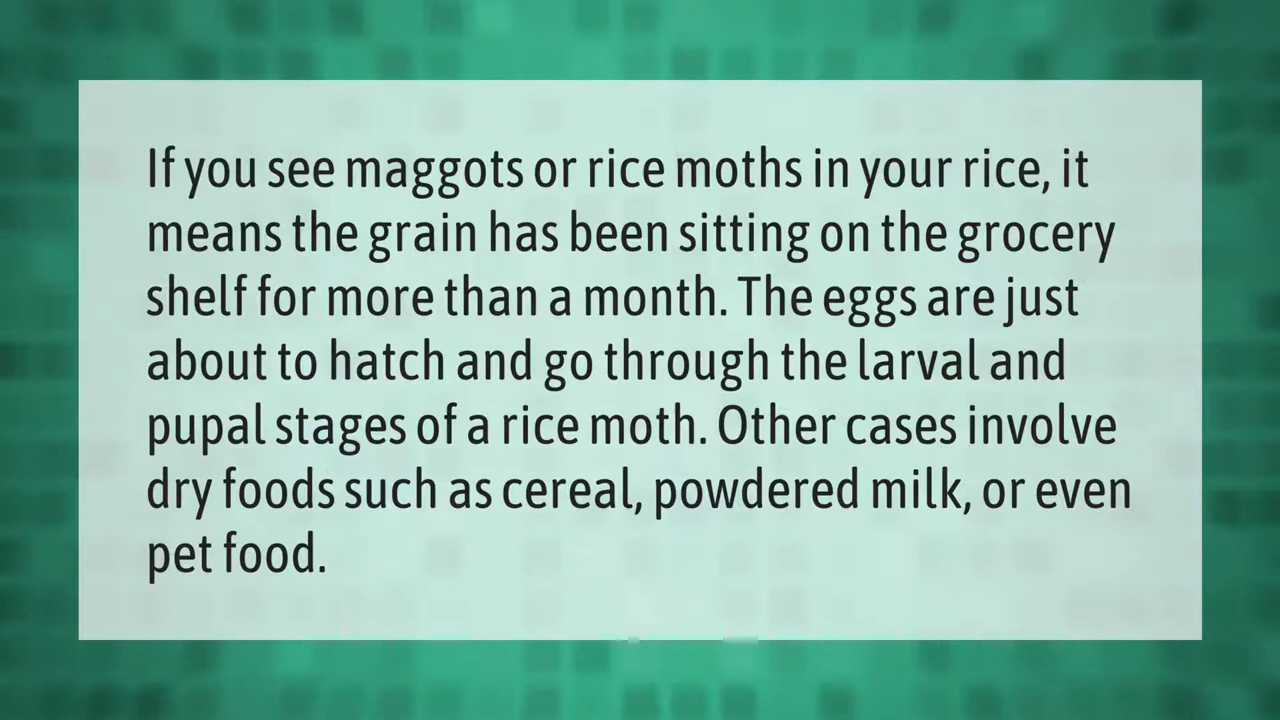 If you see maggots or rice moths in your rice, it
means the grain has been sitting on the grocery
shelf for more than a month. The eggs are just
about to hatch and go through the larval and
pupal stages of a rice moth. Other cases involve
dry foods such as cereal, powdered milk, or even
pet food.